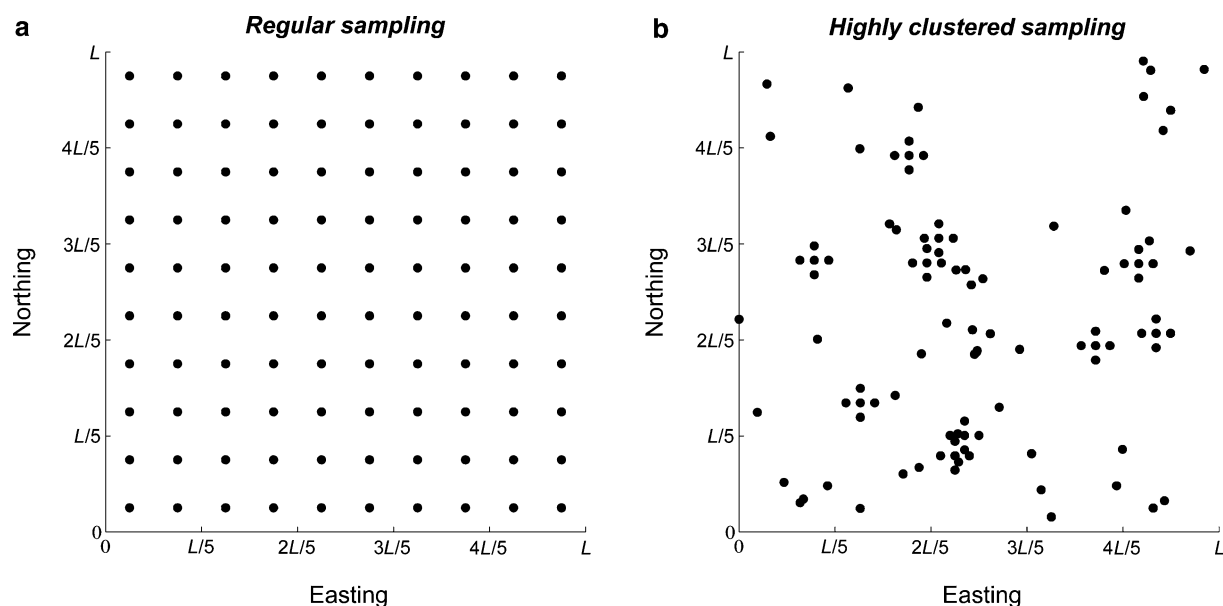 a
Regular sampling
L
4L/5
3L/5
2L/5
L/5
0
Northing
0 L/5 2L/5 3L/5 4L/5 L
Easting
b
Highly clustered sampling
L
4L/5
3L/5
2L/5
L/5
0
Northing
0 L/5 2L/5 3L/5 4L/5 L
Easting